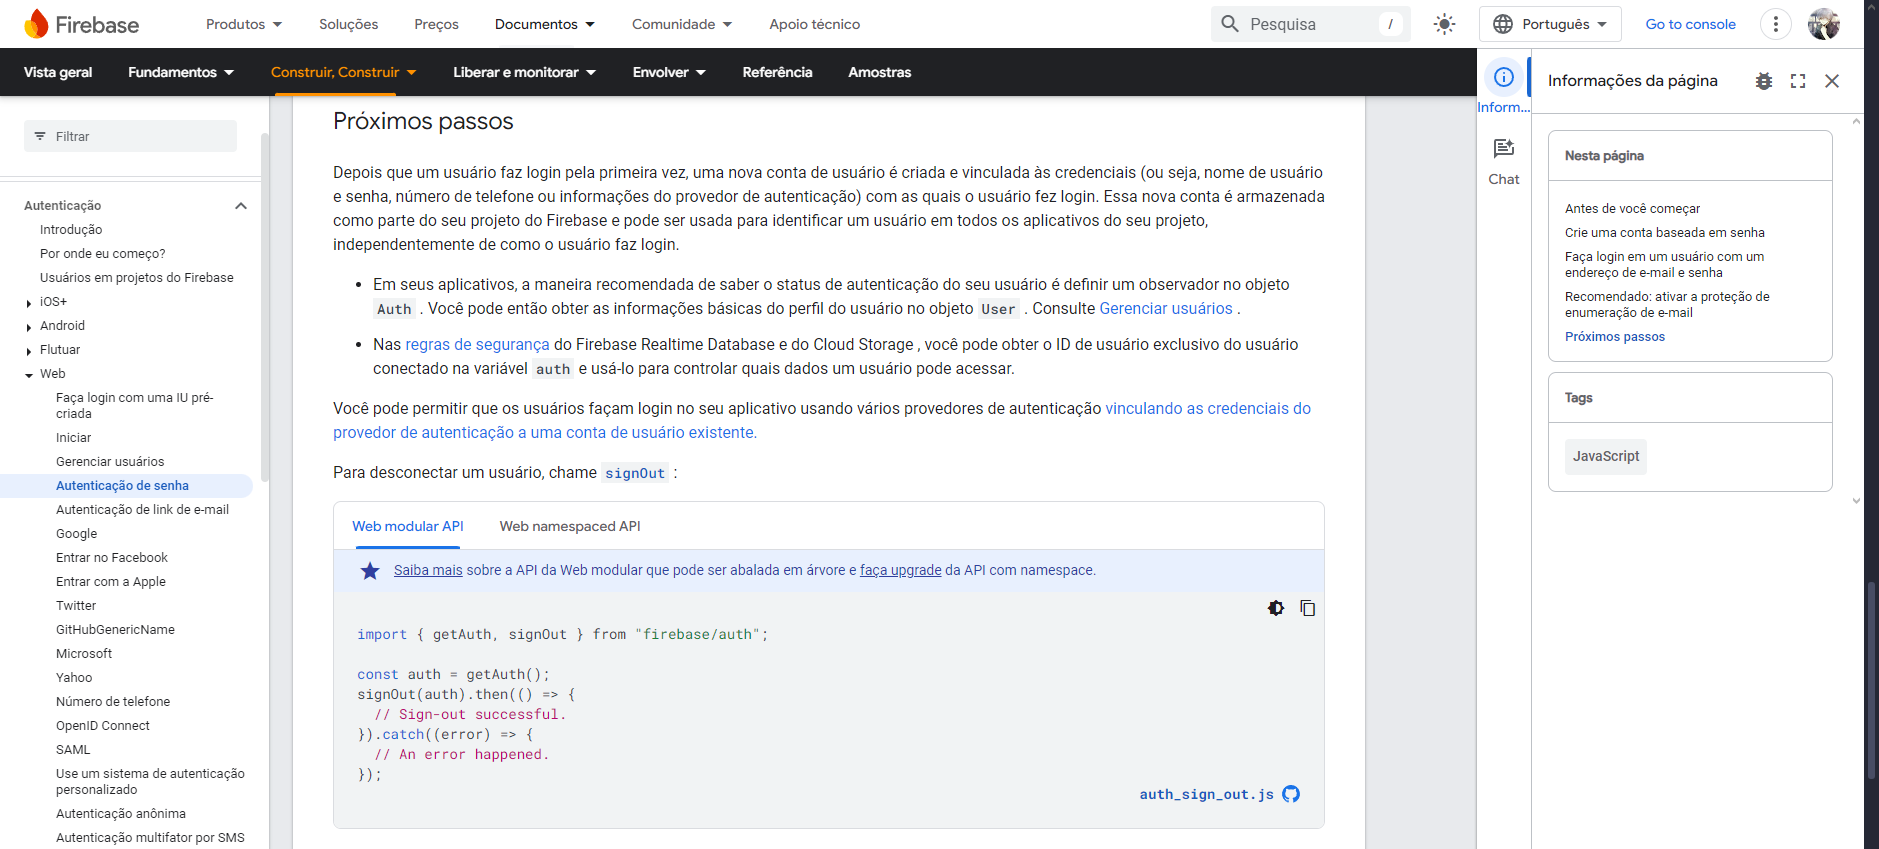 Firebase
Produtos
Soluções
Preços
Documentos
Comunidade
Apoio técnico
Pesquisa
/
Português
Go to console
Vista geral
Fundamentos
Construir, Construir
Liberar e monitorar
Envolver
Referência
Amostras
Filtrar
Autenticação
Introdução
Por onde eu começo?
Usuários em projetos do Firebase
iOS+
Android
Flutuar
Web
Faça login com uma IU pré-
criada
Iniciar
Gerenciar usuários
Autenticação de senha
Autenticação de link de e-mail
Google
Entrar no Facebook
Entrar com a Apple
Twitter
GitHubGenericName
Microsoft
Yahoo
Número de telefone
OpenID Connect
SAML
Use um sistema de autenticação
personalizado
Autenticação anônima
Autenticação multifator por SMS
Próximos passos
Depois que um usuário faz login pela primeira vez, uma nova conta de usuário é criada e vinculada às credenciais (ou seja, nome de usuário
e senha, número de telefone ou informações do provedor de autenticação) com as quais o usuário fez login. Essa nova conta é armazenada
como parte do seu projeto do Firebase e pode ser usada para identificar um usuário em todos os aplicativos do seu projeto,
independentemente de como o usuário faz login.
• Em seus aplicativos, a maneira recomendada de saber o status de autenticação do seu usuário é definir um observador no objeto
Auth . Você pode então obter as informações básicas do perfil do usuário no objeto User . Consulte Gerenciar usuários .
• Nas regras de segurança do Firebase Realtime Database e do Cloud Storage , você pode obter o ID de usuário exclusivo do usuário
conectado na variável auth e usá-lo para controlar quais dados um usuário pode acessar.
Você pode permitir que os usuários façam login no seu aplicativo usando vários provedores de autenticação vinculando as credenciais do
provedor de autenticação a uma conta de usuário existente.
Para desconectar um usuário, chame signOut :
Web modular API
Web namespaced API
Saiba mais sobre a API da Web modular que pode ser abalada em árvore e faça upgrade da API com namespace.
import { getAuth, signOut } from "firebase/auth";
const auth = getAuth();
signOut(auth).then(() => {
// Sign-out successful.
}).catch((error) => {
// An error happened.
});
auth_sign_out.js
Inform...
Chat
Informações da página
Nesta página
Antes de você começar
Crie uma conta baseada em senha
Faça login em um usuário com um
endereço de e-mail e senha
Recomendado: ativar a proteção de
enumeração de e-mail
Próximos passos
Tags
JavaScript